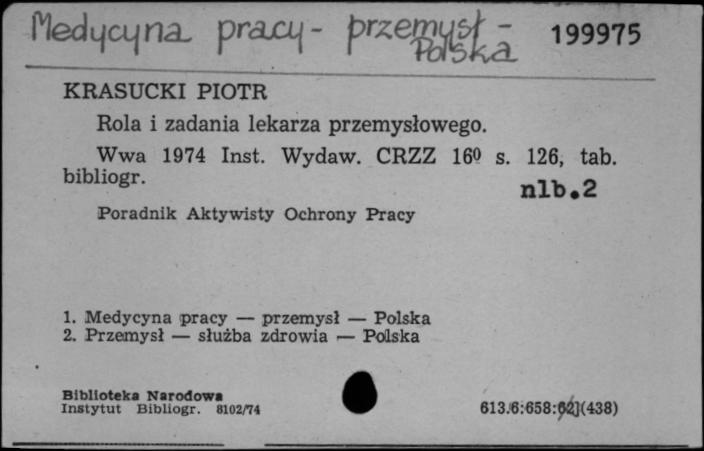 Medycyna pracy - przemysł -
Polska
199975
KRASUCKI PIOTR
Rola i zadania lekarza przemysłowego.
Wwa 1974 Inst. Wydaw. CRZZ 16º s. 126, tab.
bibliogr.
nlb.2
Poradnik Aktywisty Ochrony Pracy
1. Medycyna pracy — przemysł — Polska
2. Przemysł — służba zdrowia — Polska
Biblioteka Narodowa
Instytut Bibliogr. 8102/74
613.6:658:62](438)